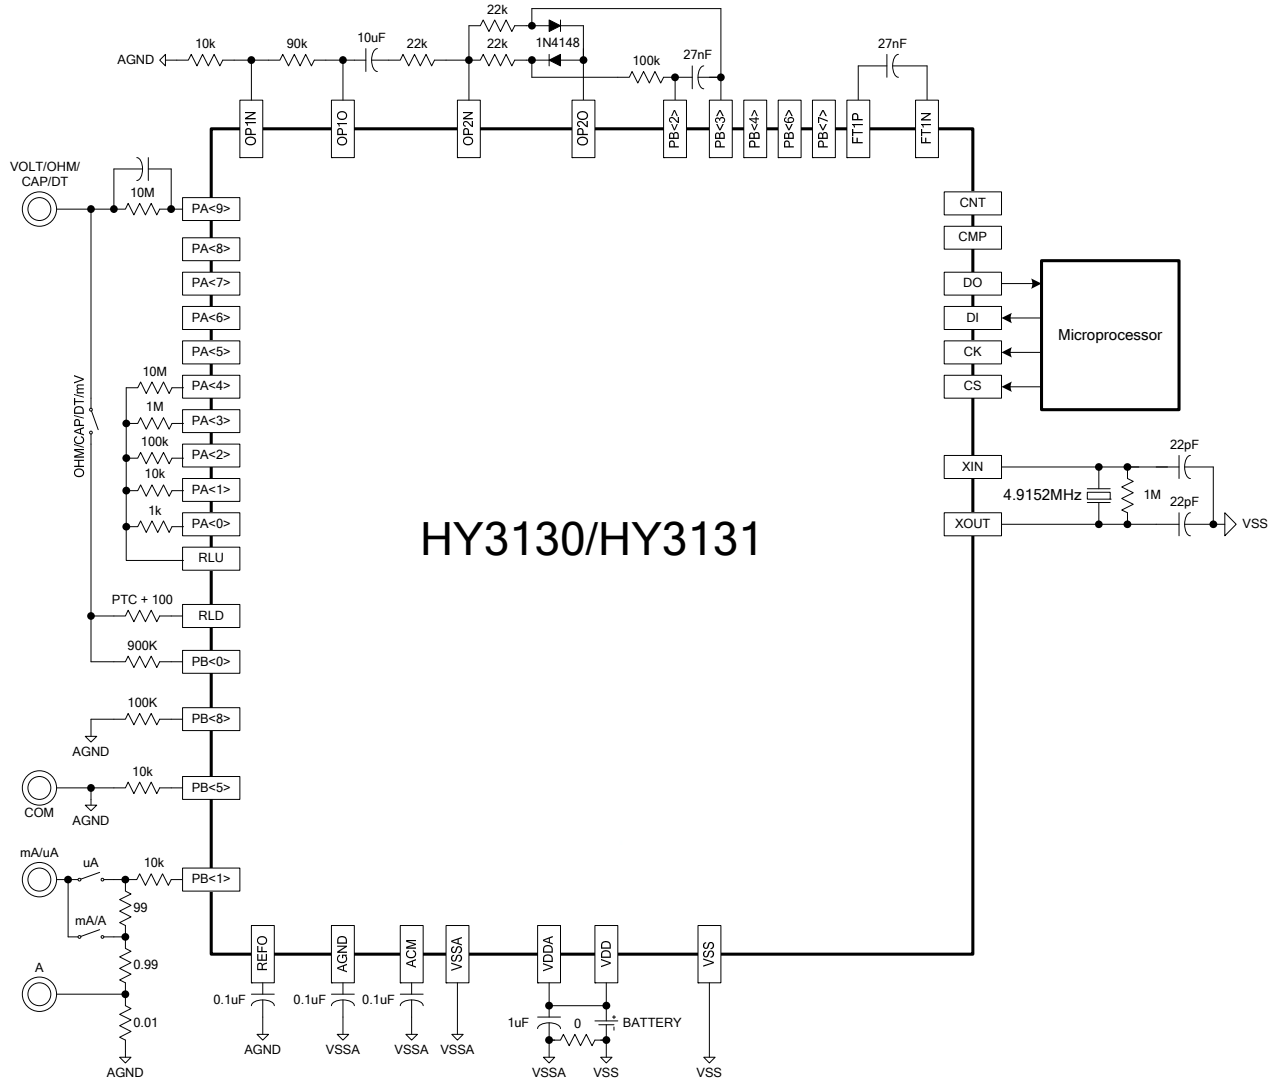 22k
10k
90k
10uF
22k
22k
1N4148
27nF
27nF
AGND
100k
OP1N
OP1O
OP2N
OP2O
PB<2>
PB<3>
PB<4>
PB<6>
PB<7>
FT1P
FT1N
VOLT/OHM/
CAP/DT
10M
PA<9>
PA<8>
PA<7>
PA<6>
PA<5>
10M
PA<4>
1M
PA<3>
100k
PA<2>
10k
PA<1>
1k
PA<0>
RLU
OHM/CAP/DT/mV
PTC + 100
RLD
900K
PB<0>
100K
PB<8>
AGND
10k
PB<5>
COM
AGND
mA/uA
uA
10k
PB<1>
99
mA/A
0.99
A
0.01
AGND
HY3130/HY3131
CNT
CMP
DO
DI
CK
CS
Microprocessor
22pF
XIN
4.9152MHz
1M
22pF
XOUT
VSS
REFO
AGND
ACM
VSSA
VDDA
VDD
VSS
0.1uF
0.1uF
0.1uF
1uF
0
BATTERY
AGND
VSSA
VSSA
VSSA
VSSA
VSS
VSS